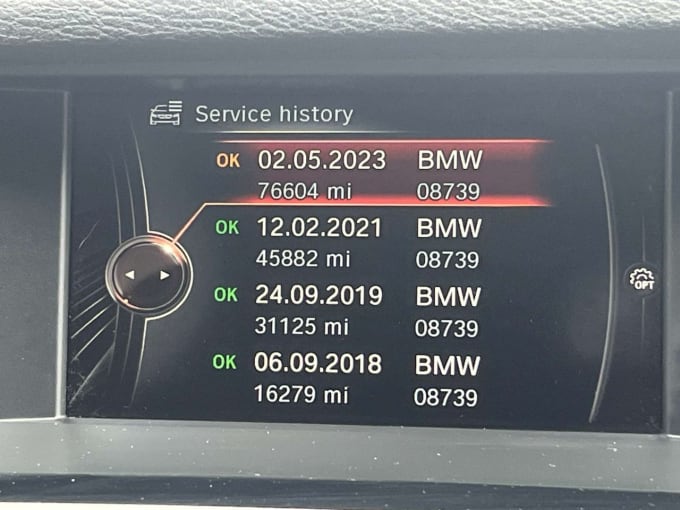 Service history
OK 02.05.2023 BMW
76604 mi 08739
OK 12.02.2021 BMW
45882 mi 08739
OK 24.09.2019 BMW
31125 mi 08739
OK 06.09.2018 BMW
16279 mi 08739
OPT